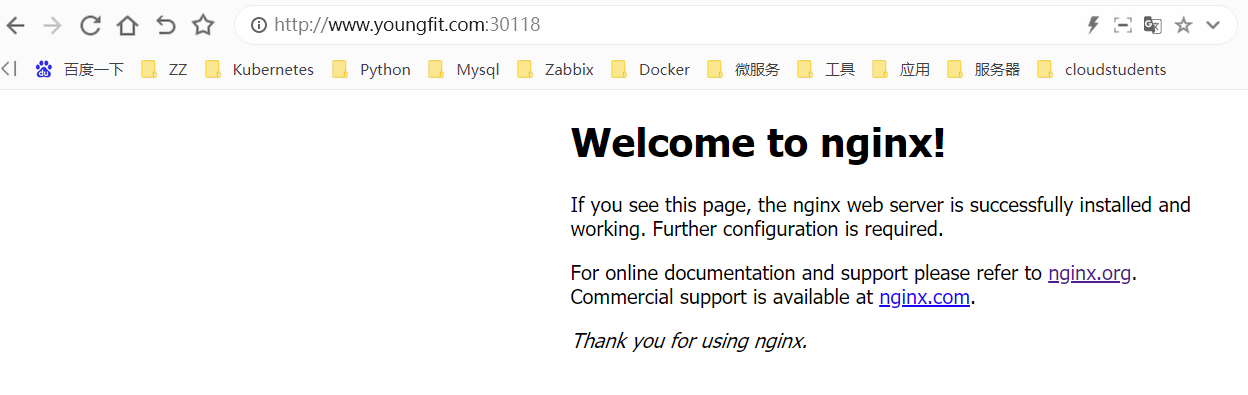 http://www.youngfit.com:30118
百度一下 ZZ Kubernetes Python Mysql Zabbix Docker 微服务 工具 应用 服务器 cloudstudents
Welcome to nginx!
If you see this page, the nginx web server is successfully installed and
working. Further configuration is required.
For online documentation and support please refer to nginx.org.
Commercial support is available at nginx.com.
Thank you for using nginx.